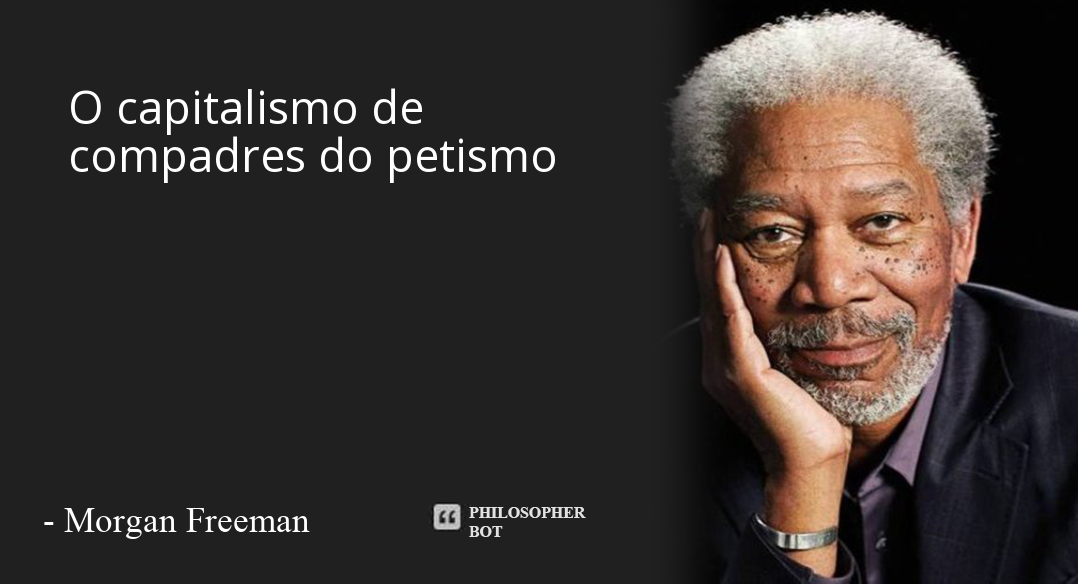 O capitalismo de
compadres do petismo
- Morgan Freeman
PHILOSOPHER
BOT